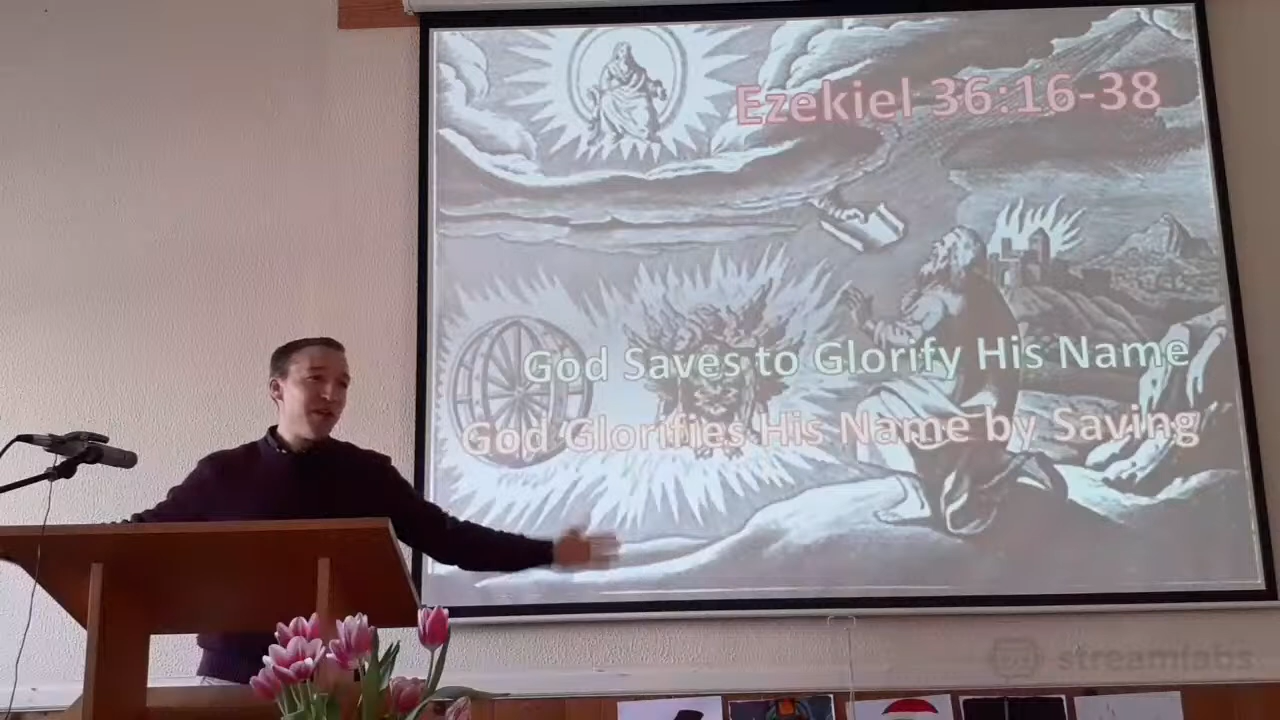 Ezekiel 36:16-38
God Saves to Glorify His Name
God Glorifies His Name by Saving
streamlabs